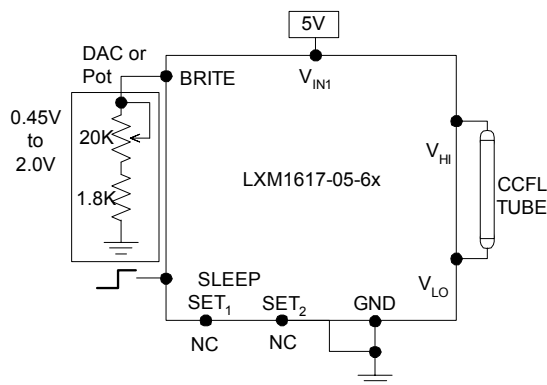 5V
DAC or
Pot
BRITE
V_IN1
0.45V
to
2.0V
20K
1.8K
V_HI
LXM1617-05-6x
CCFL
TUBE
SLEEP
V_LO
SET_1
SET_2
GND
NC
NC